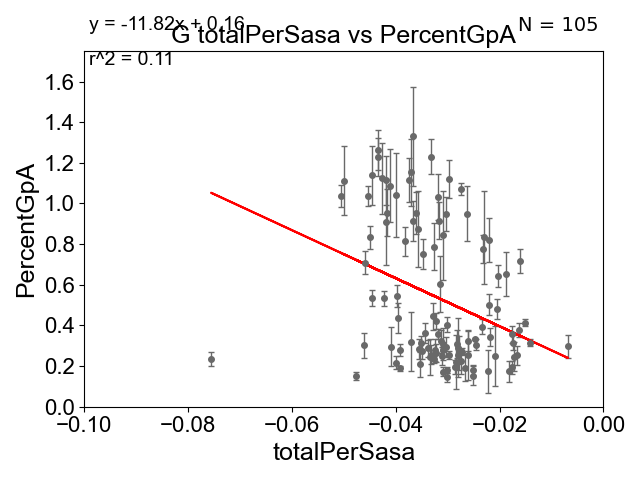 y = -11.82x + 0.16
N = 105
G totalPerSasa vs PercentGpA
r^2 = 0.11
1.6
1.4
1.2
1.0
0.8
0.6
0.4
0.2
0.0
PercentGpA
−0.10
−0.08
−0.06
−0.04
−0.02
0.00
totalPerSasa